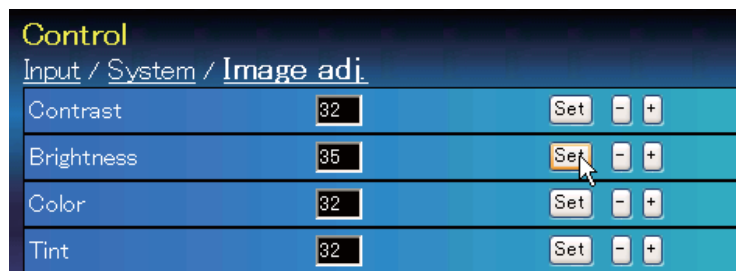 Control
Input / System / Image adj.
Contrast 32 Set - +
Brightness 35 Set - +
Color 32 Set - +
Tint 32 Set - +